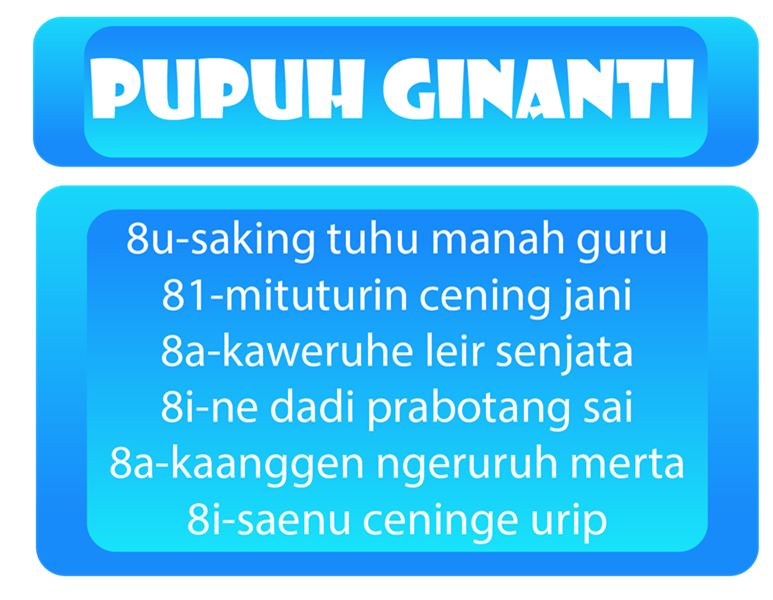 PUPUH GINANTI
8u-saking tuhu manah guru
81-mituturin cening jani
8a-kaweruhe leir senjata
8i-ne dadi prabotang sai
8a-kaanggen ngeruruh merta
8i-saenu ceninge urip